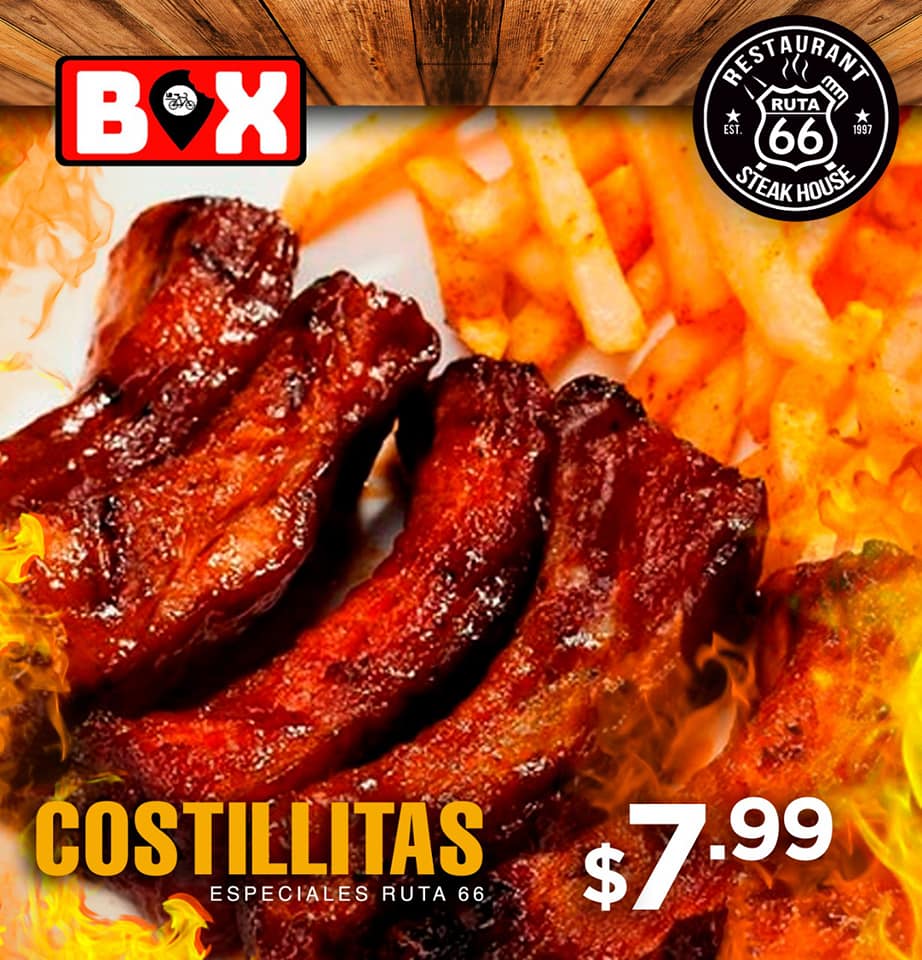 BOX
RESTAURANT
RUTA
66
EST.
1997
STEAK HOUSE
COSTILLITAS
ESPECIALES RUTA 66
$7.99